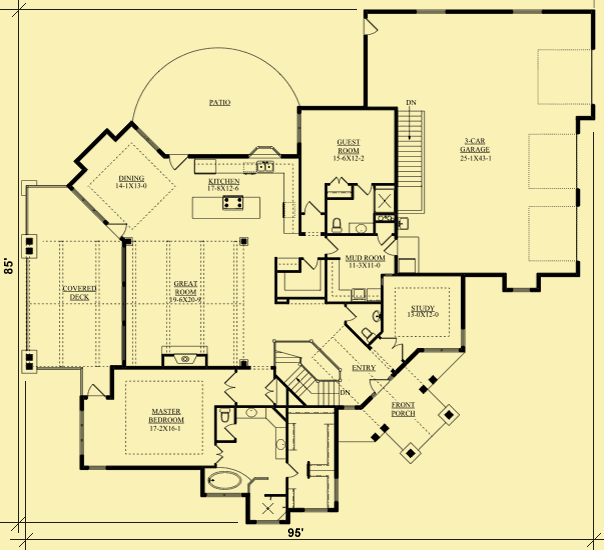 PATIO
DN
3-CAR
GARAGE
25-1X43-1
GUEST
ROOM
15-6X12-2
DINING
14-1X13-0
KITCHEN
17-8X12-6
MUD ROOM
11-3X11-0
85'
COVERED
DECK
GREAT
ROOM
19-6X20-9
STUDY
13-0X12-0
ENTRY
DN
FRONT
PORCH
MASTER
BEDROOM
17-2X16-1
95'